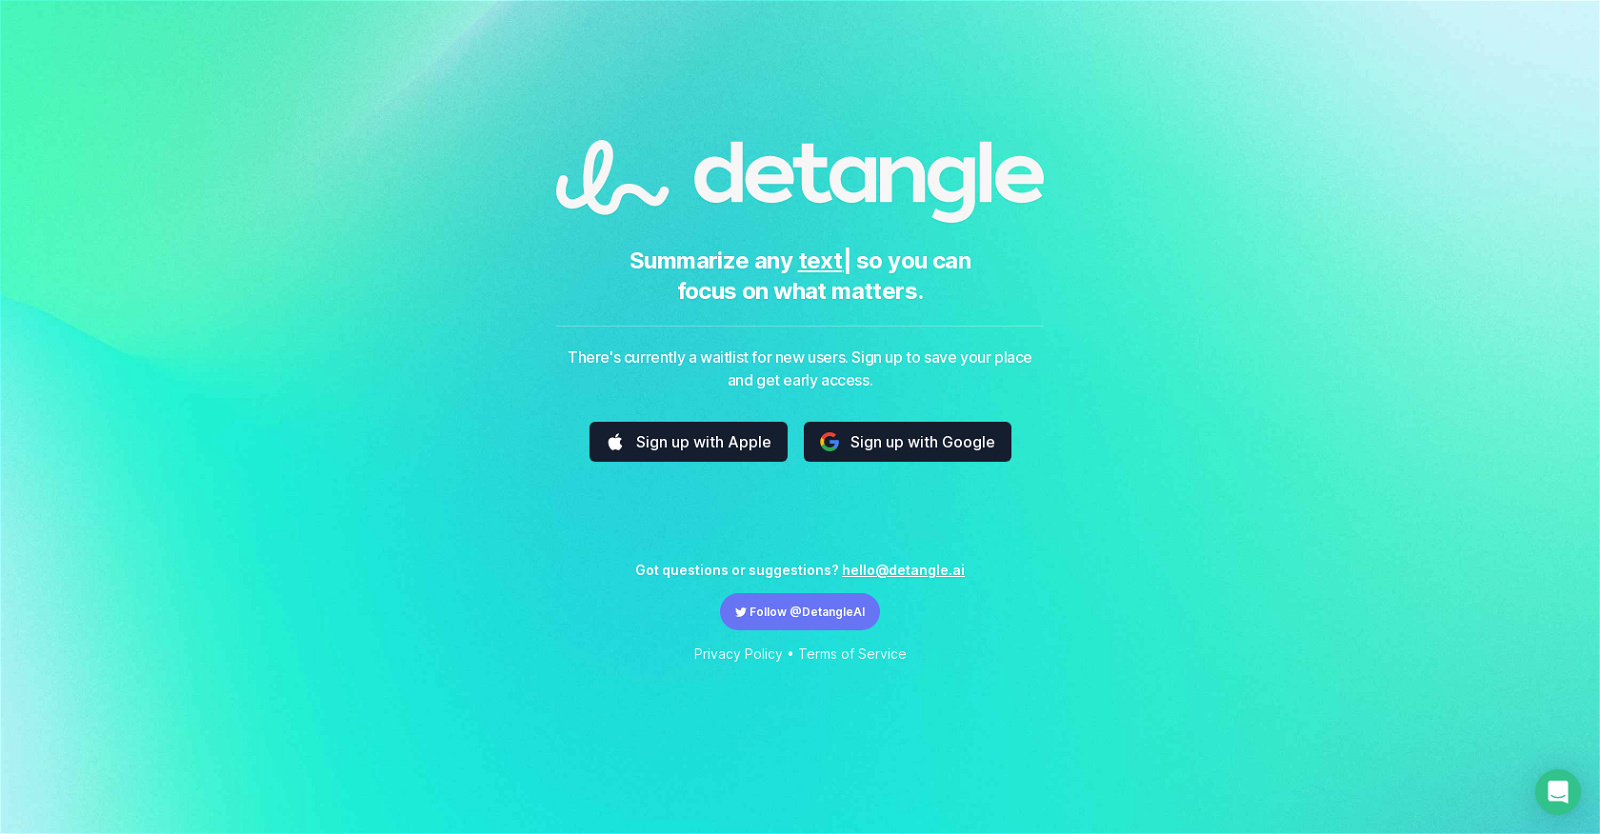 detangle
Summarize any text| so you can
focus on what matters.
There's currently a waitlist for new users. Sign up to save your place
and get early access.
Sign up with Apple
Sign up with Google
Got questions or suggestions? hello@detangle.ai
Follow @DetangleAI
Privacy Policy • Terms of Service